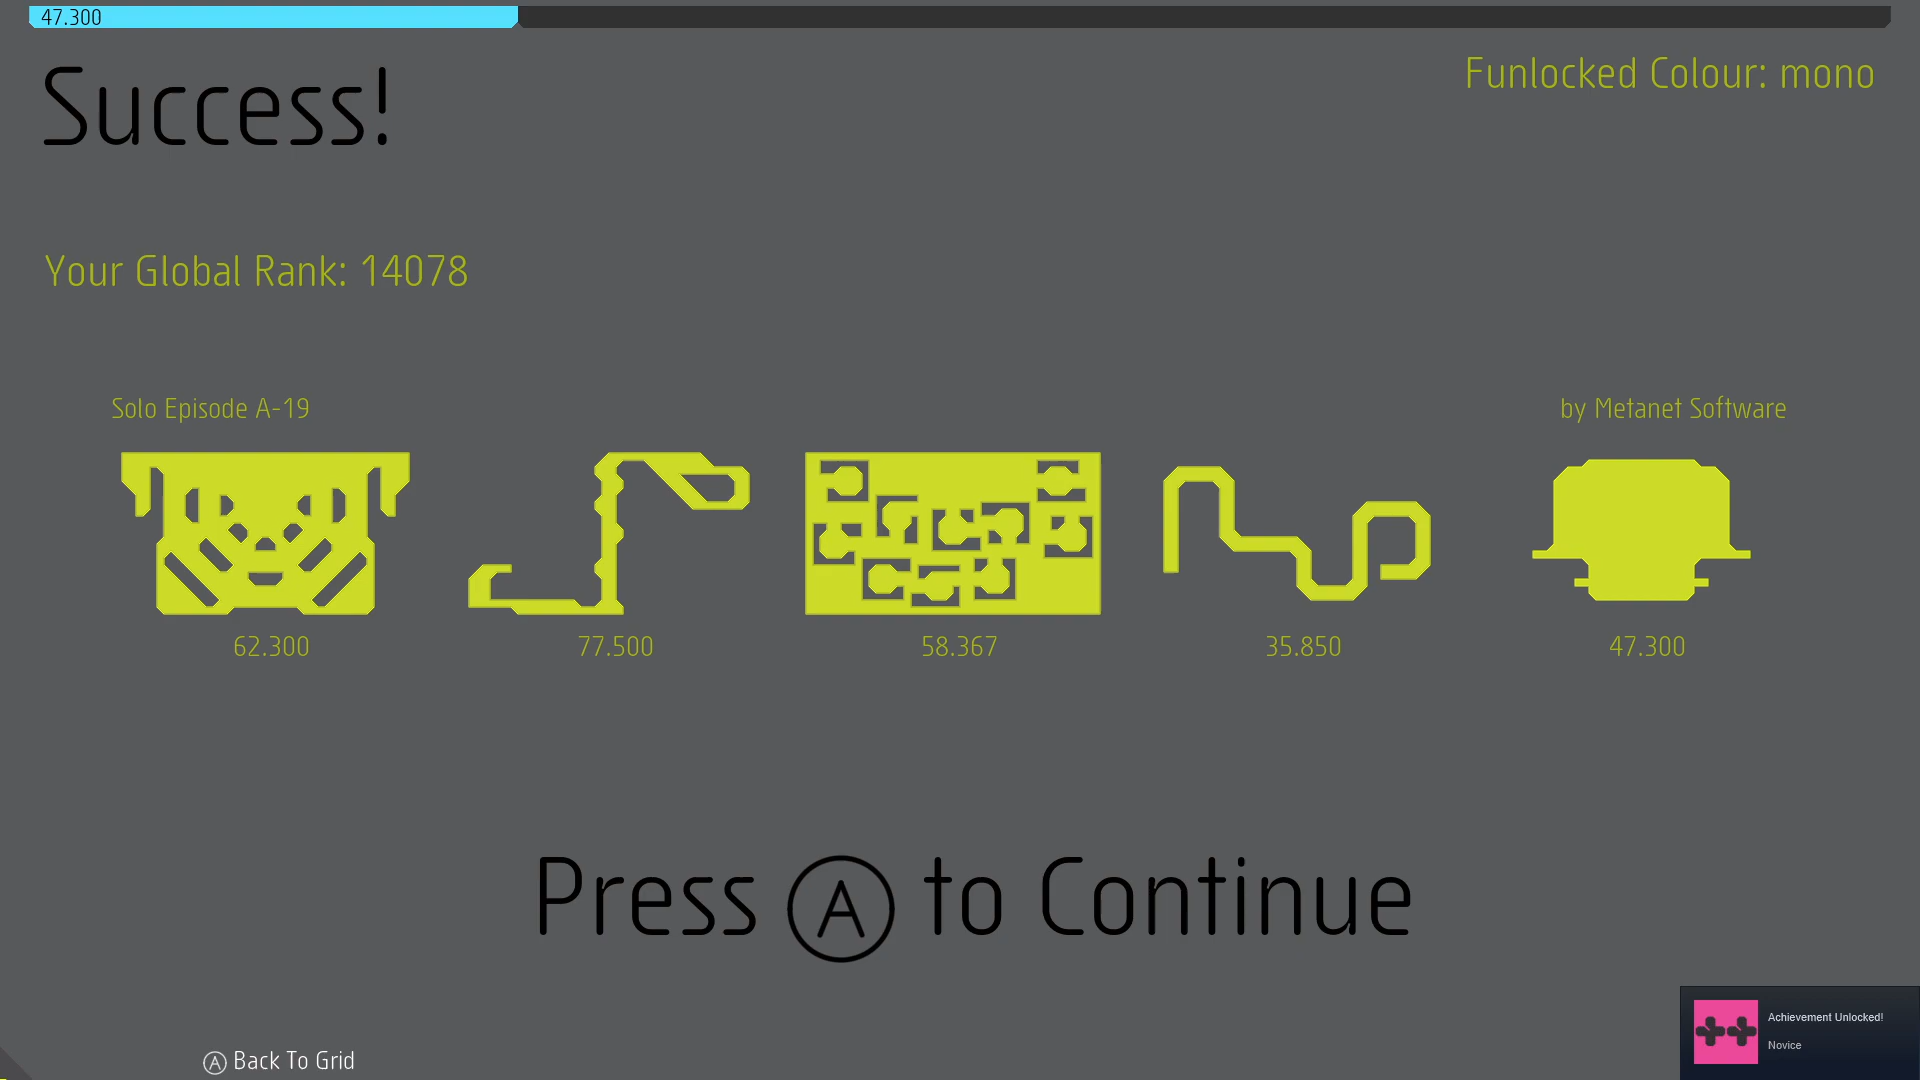 47.300
Success!
Funlocked Colour: mono
Your Global Rank: 14078
Solo Episode A-19
by Metanet Software
62.300
77.500
58.367
35.850
47.300
Press A to Continue
Achievement Unlocked!
Novice
A Back To Grid